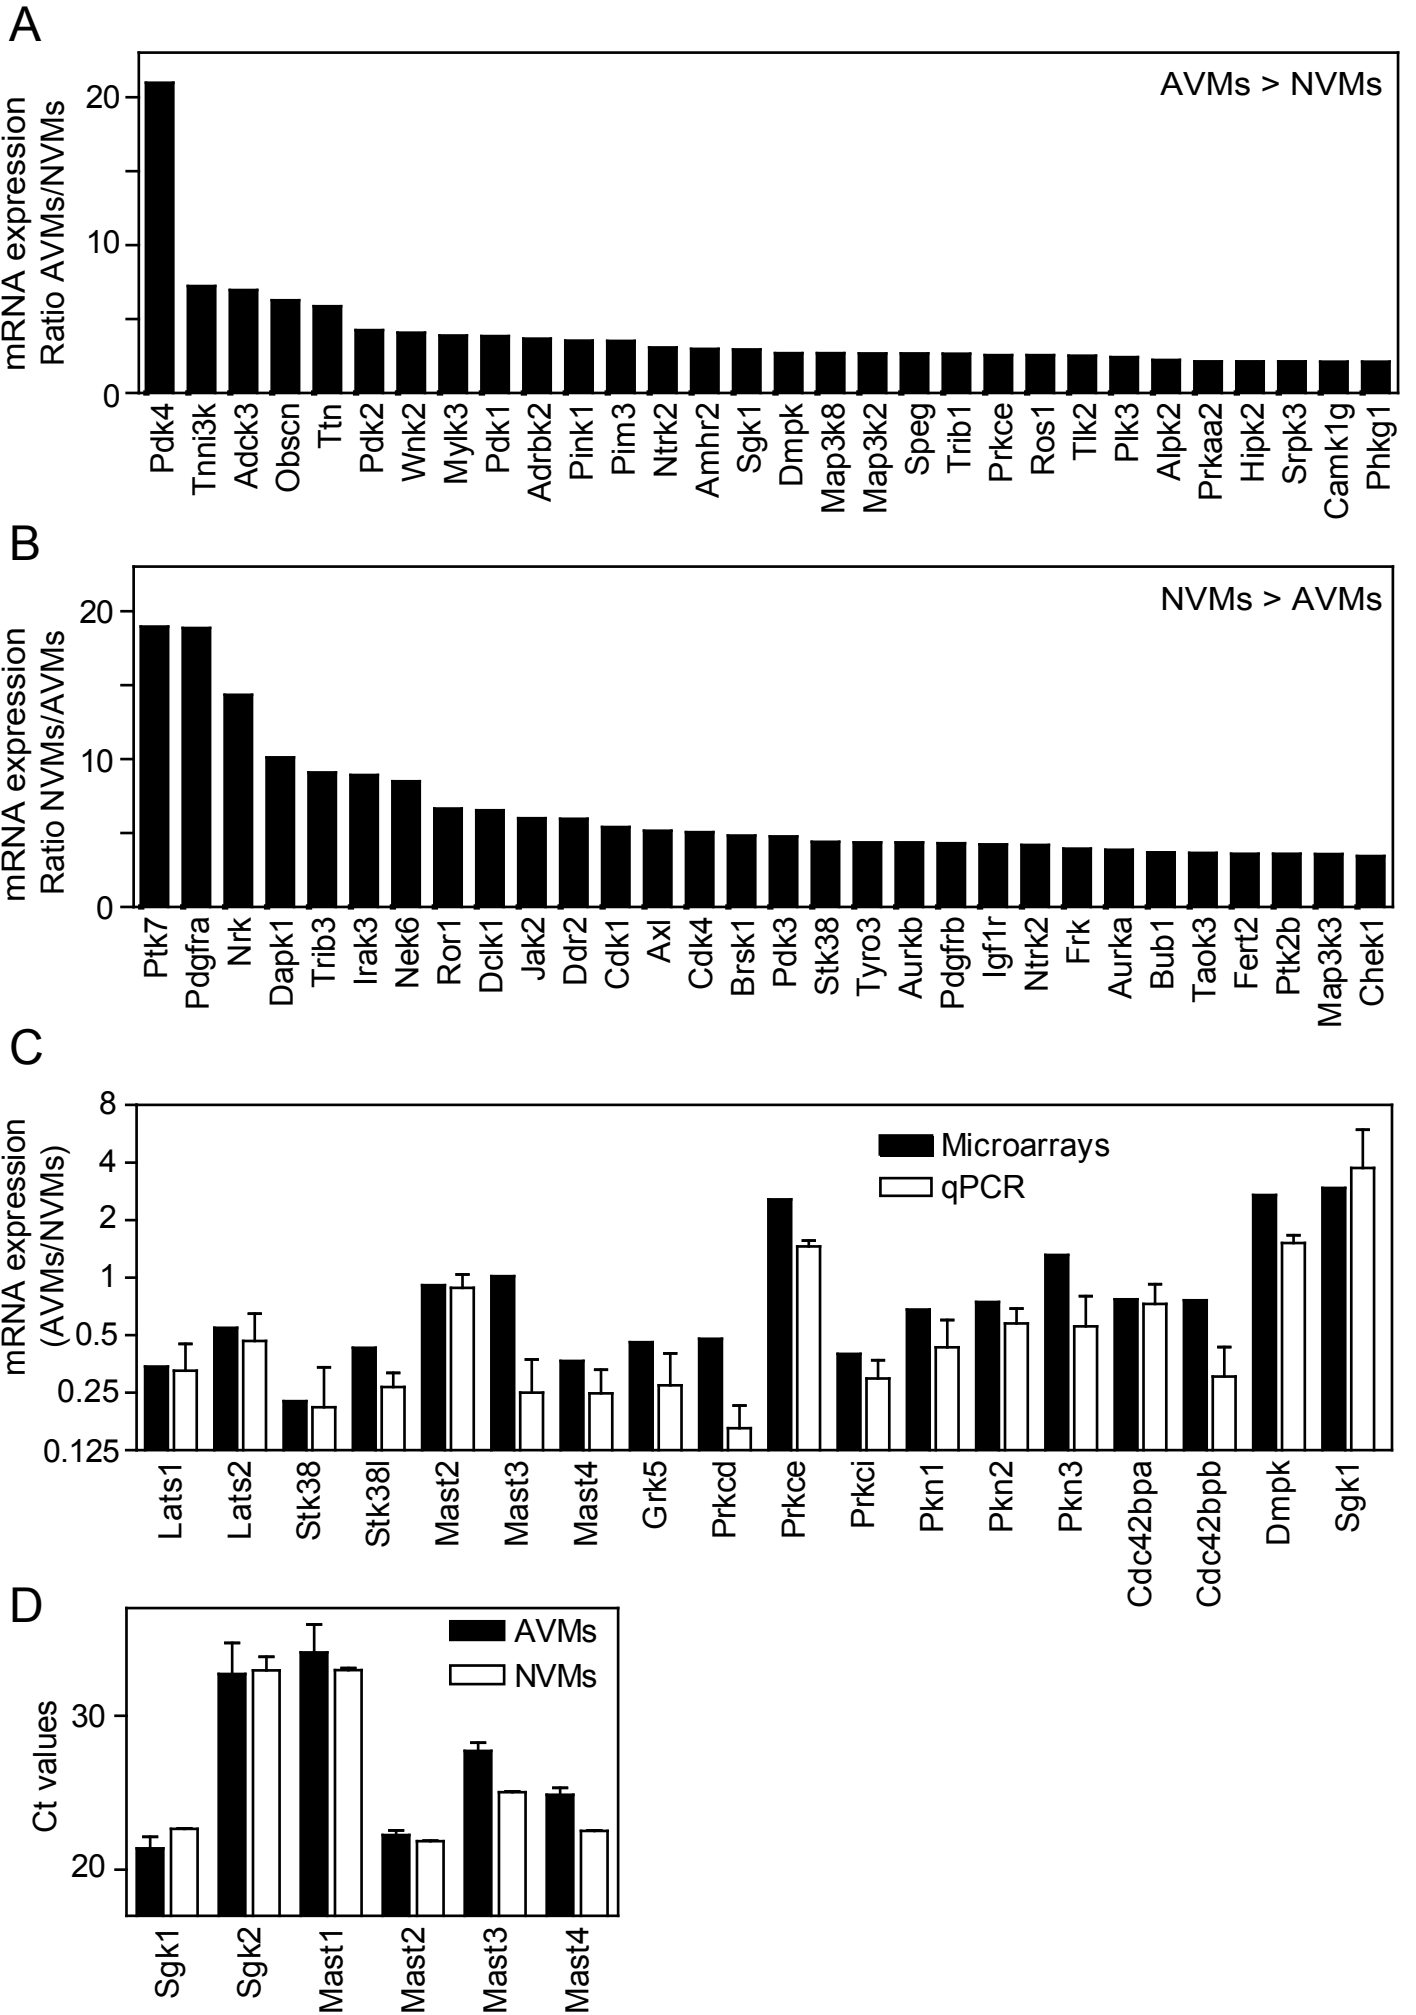 A
mRNA expression
Ratio AVMs/NVMs
AVMs > NVMs
20
10
0
Pdk4
Tnni3k
Adck3
Obscn
Ttn
Pdk2
Wnk2
Mylk3
Pdk1
Adrbk2
Pink1
Pim3
Ntrk2
Amhr2
Sgk1
Dmpk
Map3k8
Map3k2
Speg
Trib1
Prkce
Ros1
Tlk2
Plk3
Alpk2
Prkaa2
Hipk2
Srpk3
Camk1g
Phkg1
B
mRNA expression
Ratio NVMs/AVMs
NVMs > AVMs
20
10
0
Ptk7
Pdgfra
Nrk
Dapk1
Trib3
Irak3
Nek6
Ror1
Dclk1
Jak2
Ddr2
Cdk1
Axl
Cdk4
Brsk1
Pdk3
Stk38
Tyro3
Aurkb
Pdgfrb
Igf1r
Ntrk2
Frk
Aurka
Bub1
Taok3
Fert2
Ptk2b
Map3k3
Chek1
C
mRNA expression
(AVMs/NVMs)
8
4
2
1
0.5
0.25
0.125
Microarrays
qPCR
Lats1
Lats2
Stk38
Stk38l
Mast2
Mast3
Mast4
Grk5
Prkcd
Prkce
Prkci
Pkn1
Pkn2
Pkn3
Cdc42bpa
Cdc42bpb
Dmpk
Sgk1
D
Ct values
30
20
AVMs
NVMs
Sgk1
Sgk2
Mast1
Mast2
Mast3
Mast4